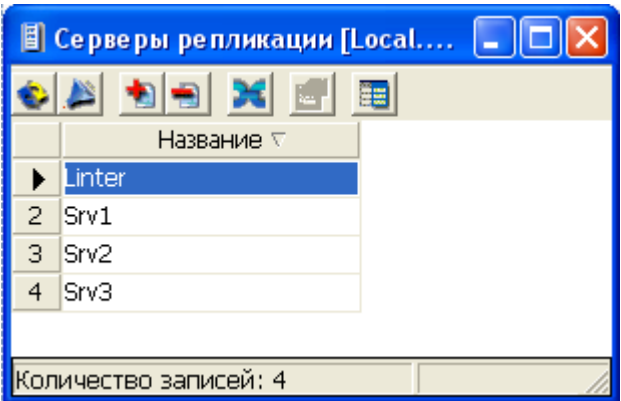 Серверы репликации [Local....
Название
Linter
2 Srv1
3 Srv2
4 Srv3
Количество записей: 4